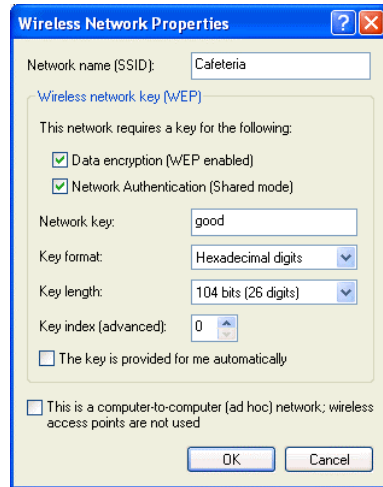 Wireless Network Properties
Network name (SSID): Cafeteria
Wireless network key (WEP)
This network requires a key for the following:
Data encryption (WEP enabled)
Network Authentication (Shared mode)
Network key: good
Key format: Hexadecimal digits
Key length: 104 bits (26 digits)
Key index (advanced): 0
The key is provided for me automatically
This is a computer-to-computer (ad hoc) network; wireless
access points are not used
OK Cancel